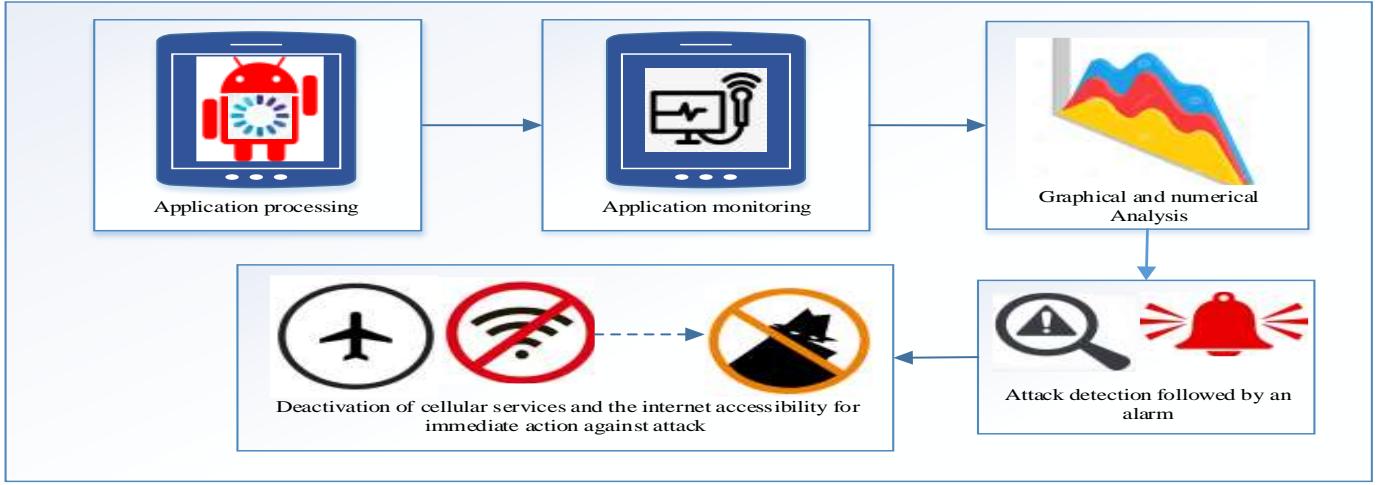 Application processing
Application monitoring
Graphical and numerical
Analysis
Attack detection followed by an
alarm
Deactivation of cellular services and the internet accessibility for
immediate action against attack